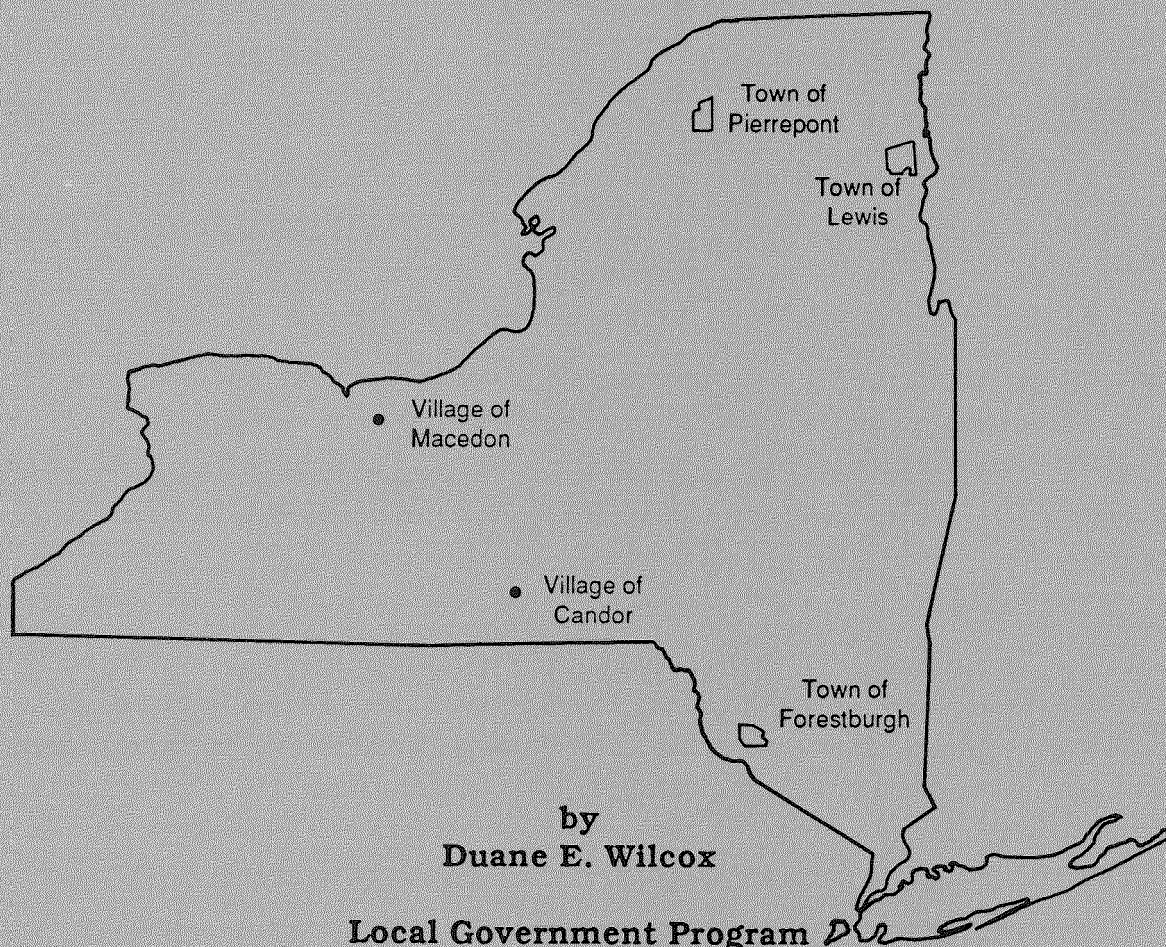 Town of
Pierrepont
Town of
Lewis
Village of
Macedon
Village of
Candor
Town of
Forestburgh
by
Duane E. Wilcox
Local Government Program